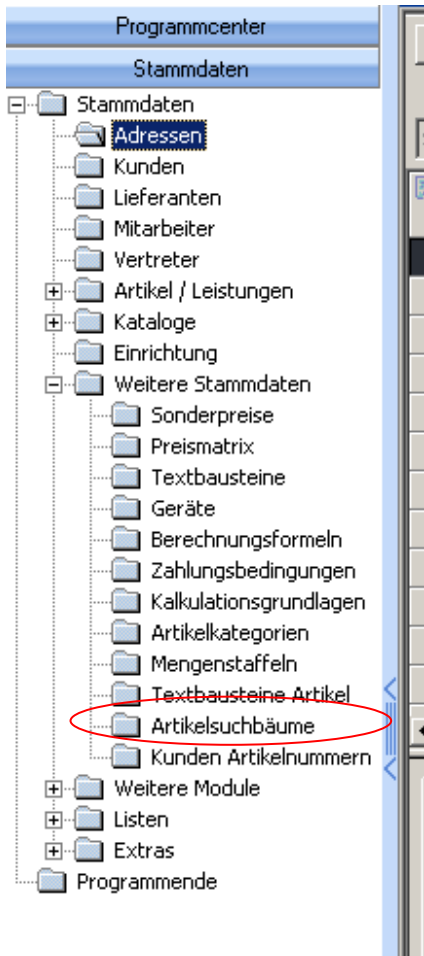 Programmcenter
Stammdaten
Stammdaten
Adressen
Kunden
Lieferanten
Mitarbeiter
Vertreter
Artikel / Leistungen
Kataloge
Einrichtung
Weitere Stammdaten
Sonderpreise
Preismatrix
Textbausteine
Geräte
Berechnungsformeln
Zahlungsbedingungen
Kalkulationsgrundlagen
Artikelkategorien
Mengenstaffeln
Textbausteine Artikel
Artikelsuchbäume
Kunden Artikelnummern
Weitere Module
Listen
Extras
Programmende